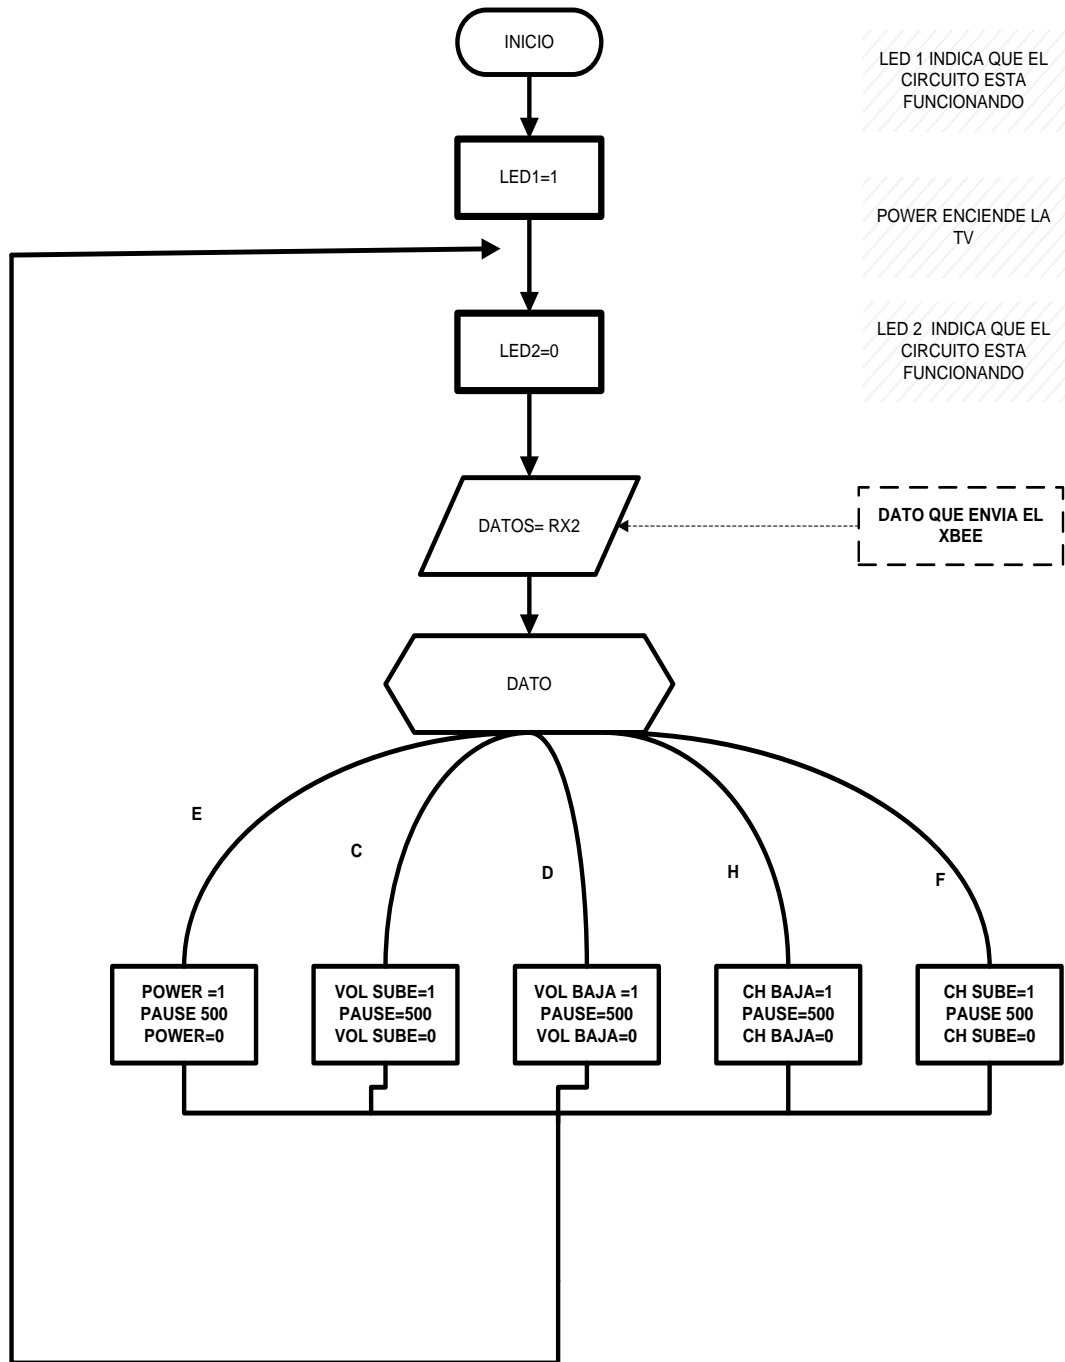 INICIO
LED 1 INDICA QUE EL
CIRCUITO ESTA
FUNCIONANDO
LED1=1
POWER ENCIENDE LA
TV
LED2=0
LED 2 INDICA QUE EL
CIRCUITO ESTA
FUNCIONANDO
DATOS= RX2
DATO QUE ENVIA EL
XBEE
DATO
E
C
D
H
F
POWER =1
PAUSE 500
POWER=0
VOL SUBE=1
PAUSE=500
VOL SUBE=0
VOL BAJA =1
PAUSE=500
VOL BAJA=0
CH BAJA=1
PAUSE=500
CH BAJA=0
CH SUBE=1
PAUSE 500
CH SUBE=0